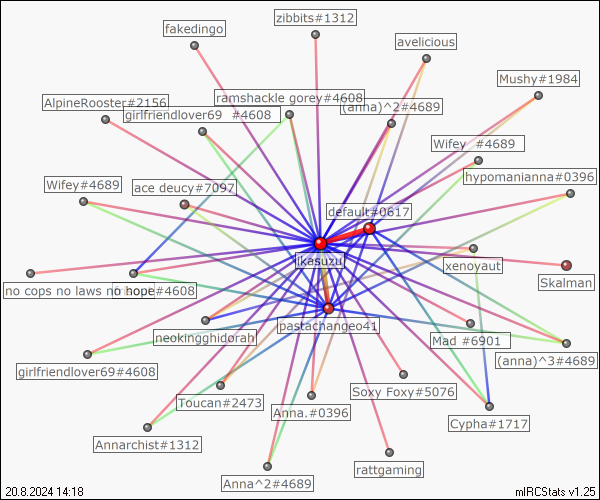 zibbits#1312
fakedingo
avelicious
Mushy#1984
ramshackle gorey#4608
AlpineRooster#2156
(anna)^2#4689
girlfriendlover69 #4608
Wifey #4689
hypomanianna#0396
Wifey#4689
ace deucy#7097
default#0617
ikasuzu
xenoyaut
Skalman
no cops no laws no hope#4608
pastachangeo41
neokingghidorah
Mad #6901
(anna)^3#4689
girlfriendlover69#4608
Soxy Foxy#5076
Toucan#2473
Anna.#0396
Cypha#1717
Annarchist#1312
rattgaming
Anna^2#4689
20.8.2024 14:18
mIRCStats v1.25